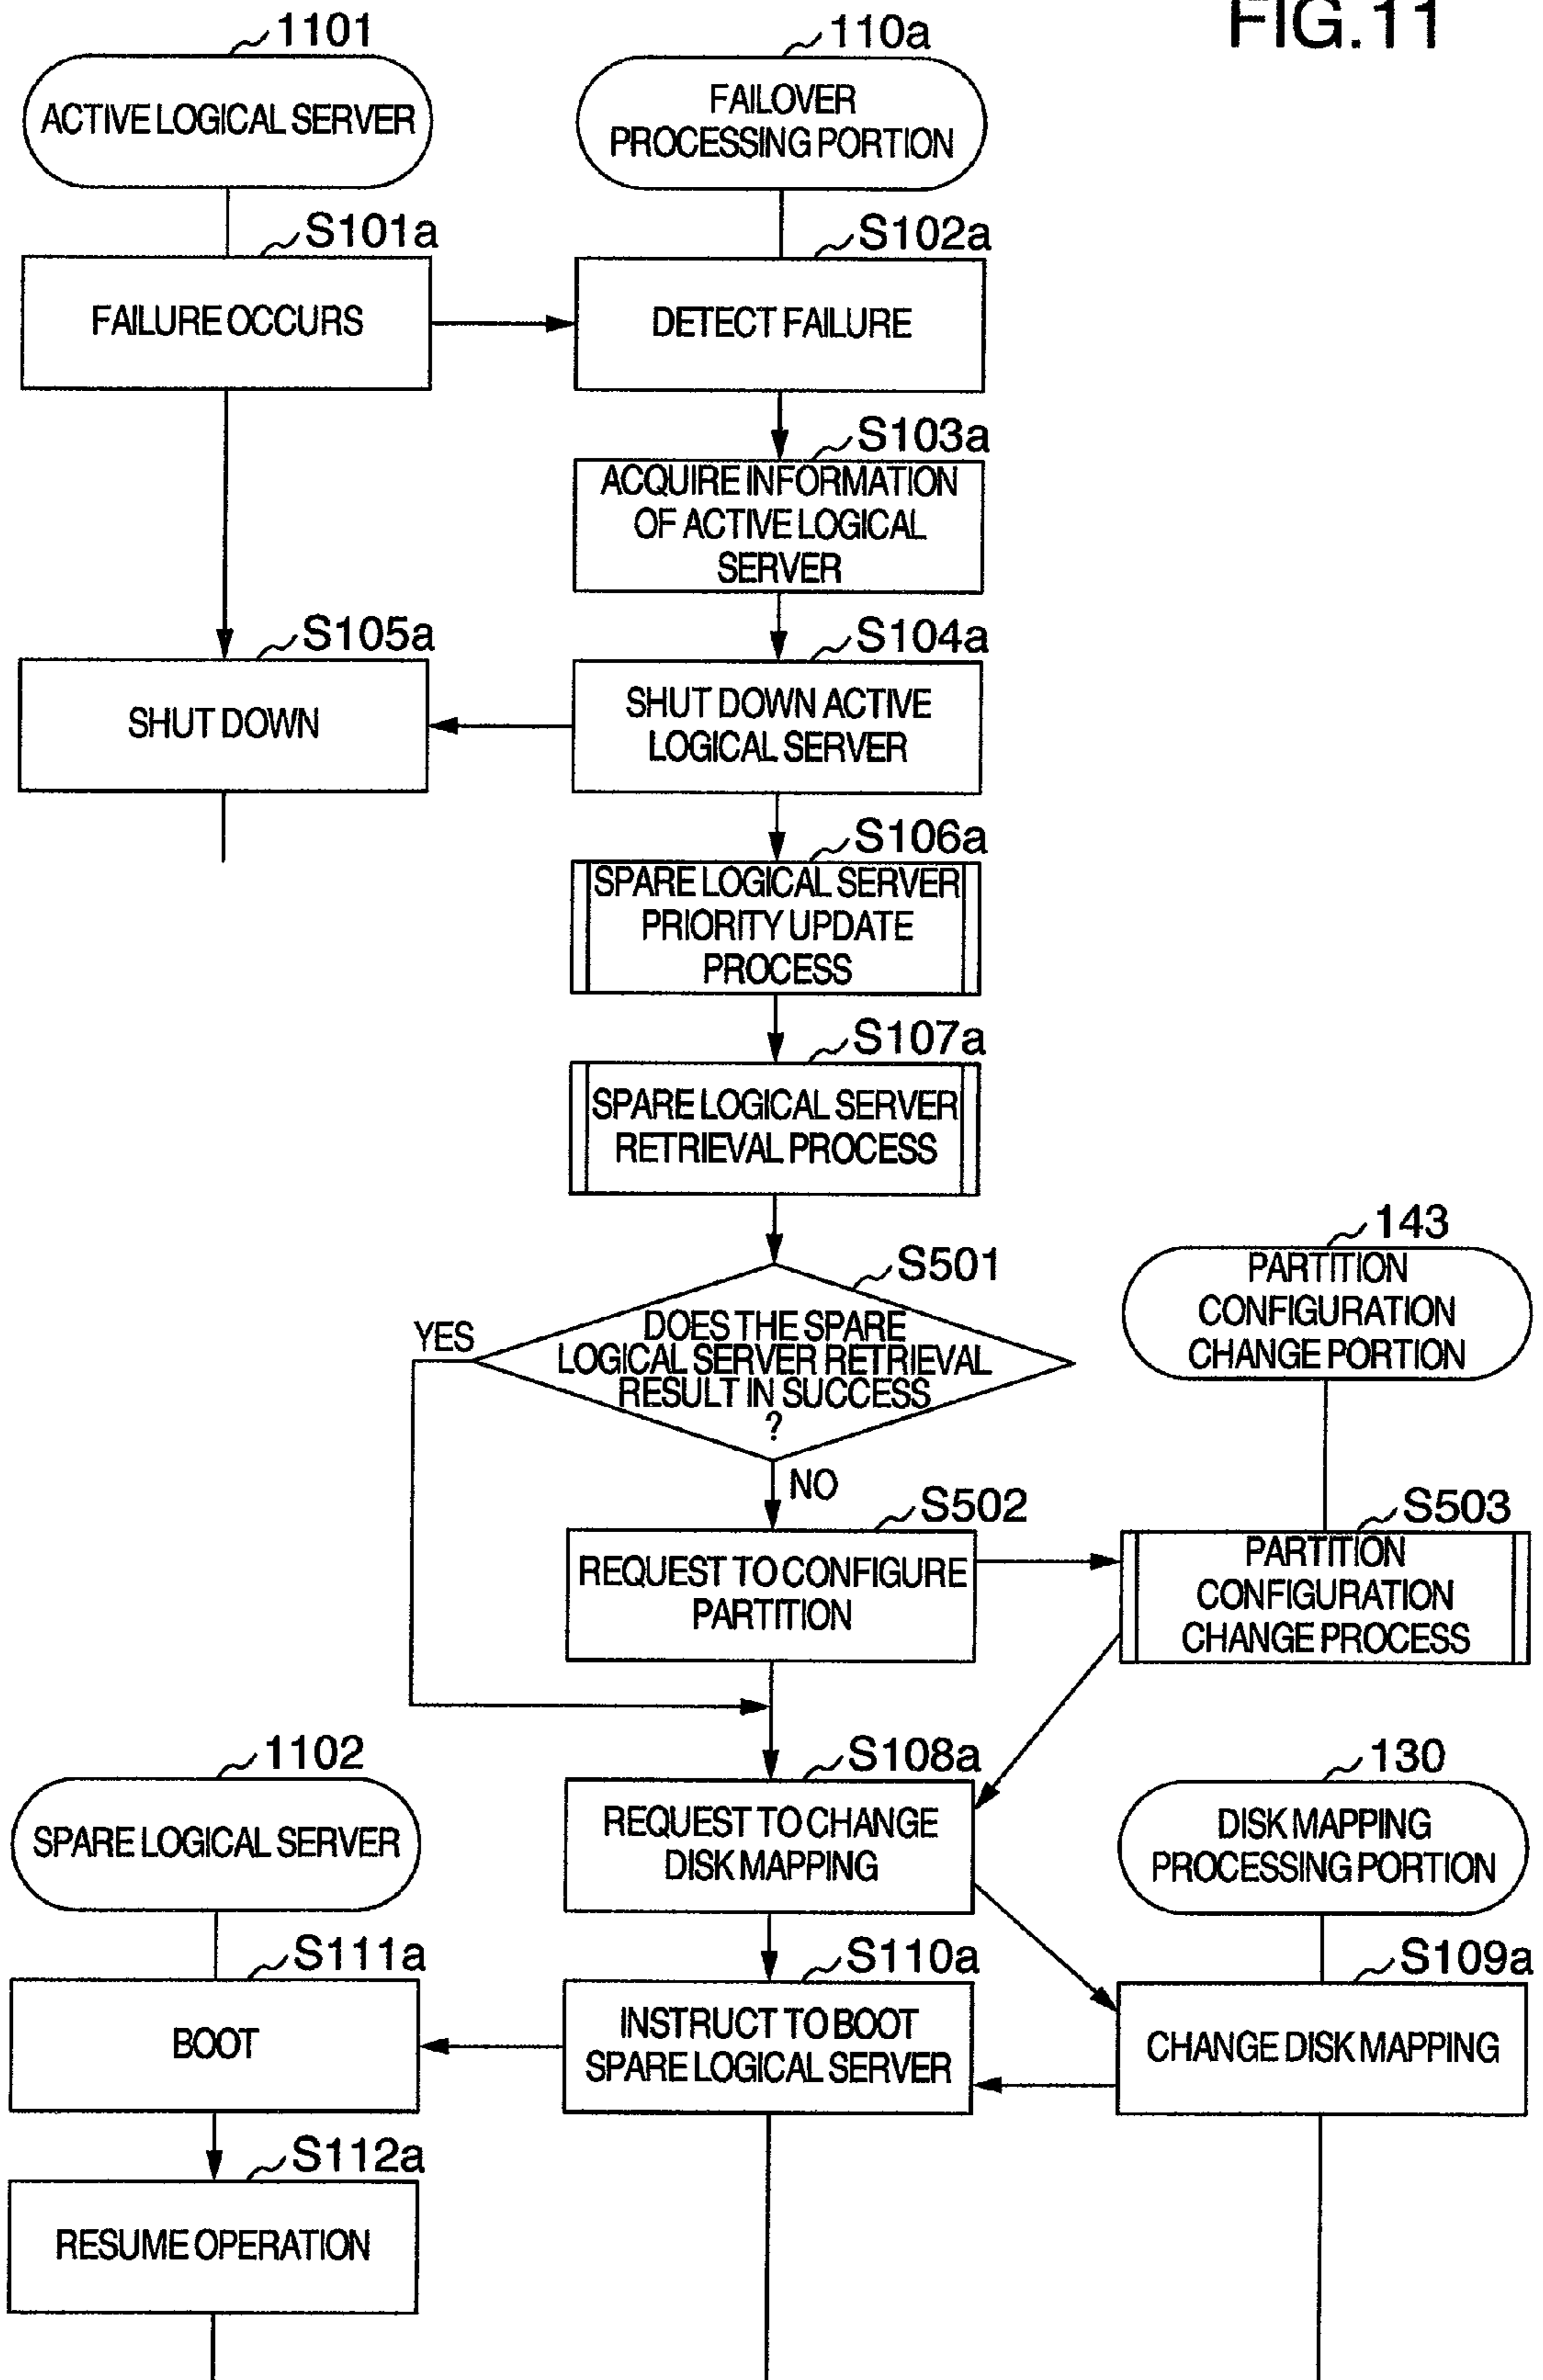 FIG.11
1101
110a
ACTIVE LOGICAL SERVER
FAILOVER
PROCESSING PORTION
S101a
S102a
FAILURE OCCURS
DETECT FAILURE
S103a
ACQUIRE INFORMATION
OF ACTIVE LOGICAL
SERVER
S105a
S104a
SHUT DOWN
SHUT DOWN ACTIVE
LOGICAL SERVER
S106a
SPARE LOGICAL SERVER
PRIORITY UPDATE
PROCESS
S107a
SPARE LOGICAL SERVER
RETRIEVAL PROCESS
S501
YES
DOES THE SPARE
LOGICAL SERVER RETRIEVAL
RESULT IN SUCCESS
?
NO
143
PARTITION
CONFIGURATION
CHANGE PORTION
S502
REQUEST TO CONFIGURE
PARTITION
S503
PARTITION
CONFIGURATION
CHANGE PROCESS
1102
SPARE LOGICAL SERVER
S108a
REQUEST TO CHANGE
DISK MAPPING
130
DISK MAPPING
PROCESSING PORTION
S111a
BOOT
S110a
INSTRUCT TO BOOT
SPARE LOGICAL SERVER
S109a
CHANGE DISK MAPPING
S112a
RESUME OPERATION